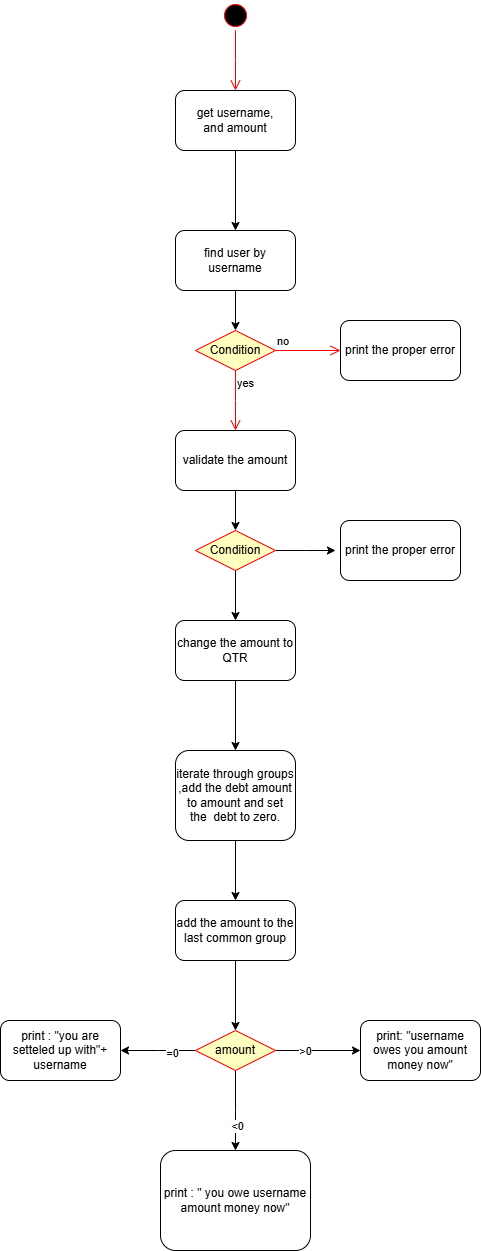 get username,
and amount
find user by
username
Condition
no
print the proper error
yes
validate the amount
Condition
print the proper error
change the amount to
QTR
iterate through groups
,add the debt amount
to amount and set
the  debt to zero.
add the amount to the
last common group
print : "you are
setteled up with"+
username
=0
amount
>0
print: "username
owes you amount
money now"
<0
print : " you owe username
amount money now"